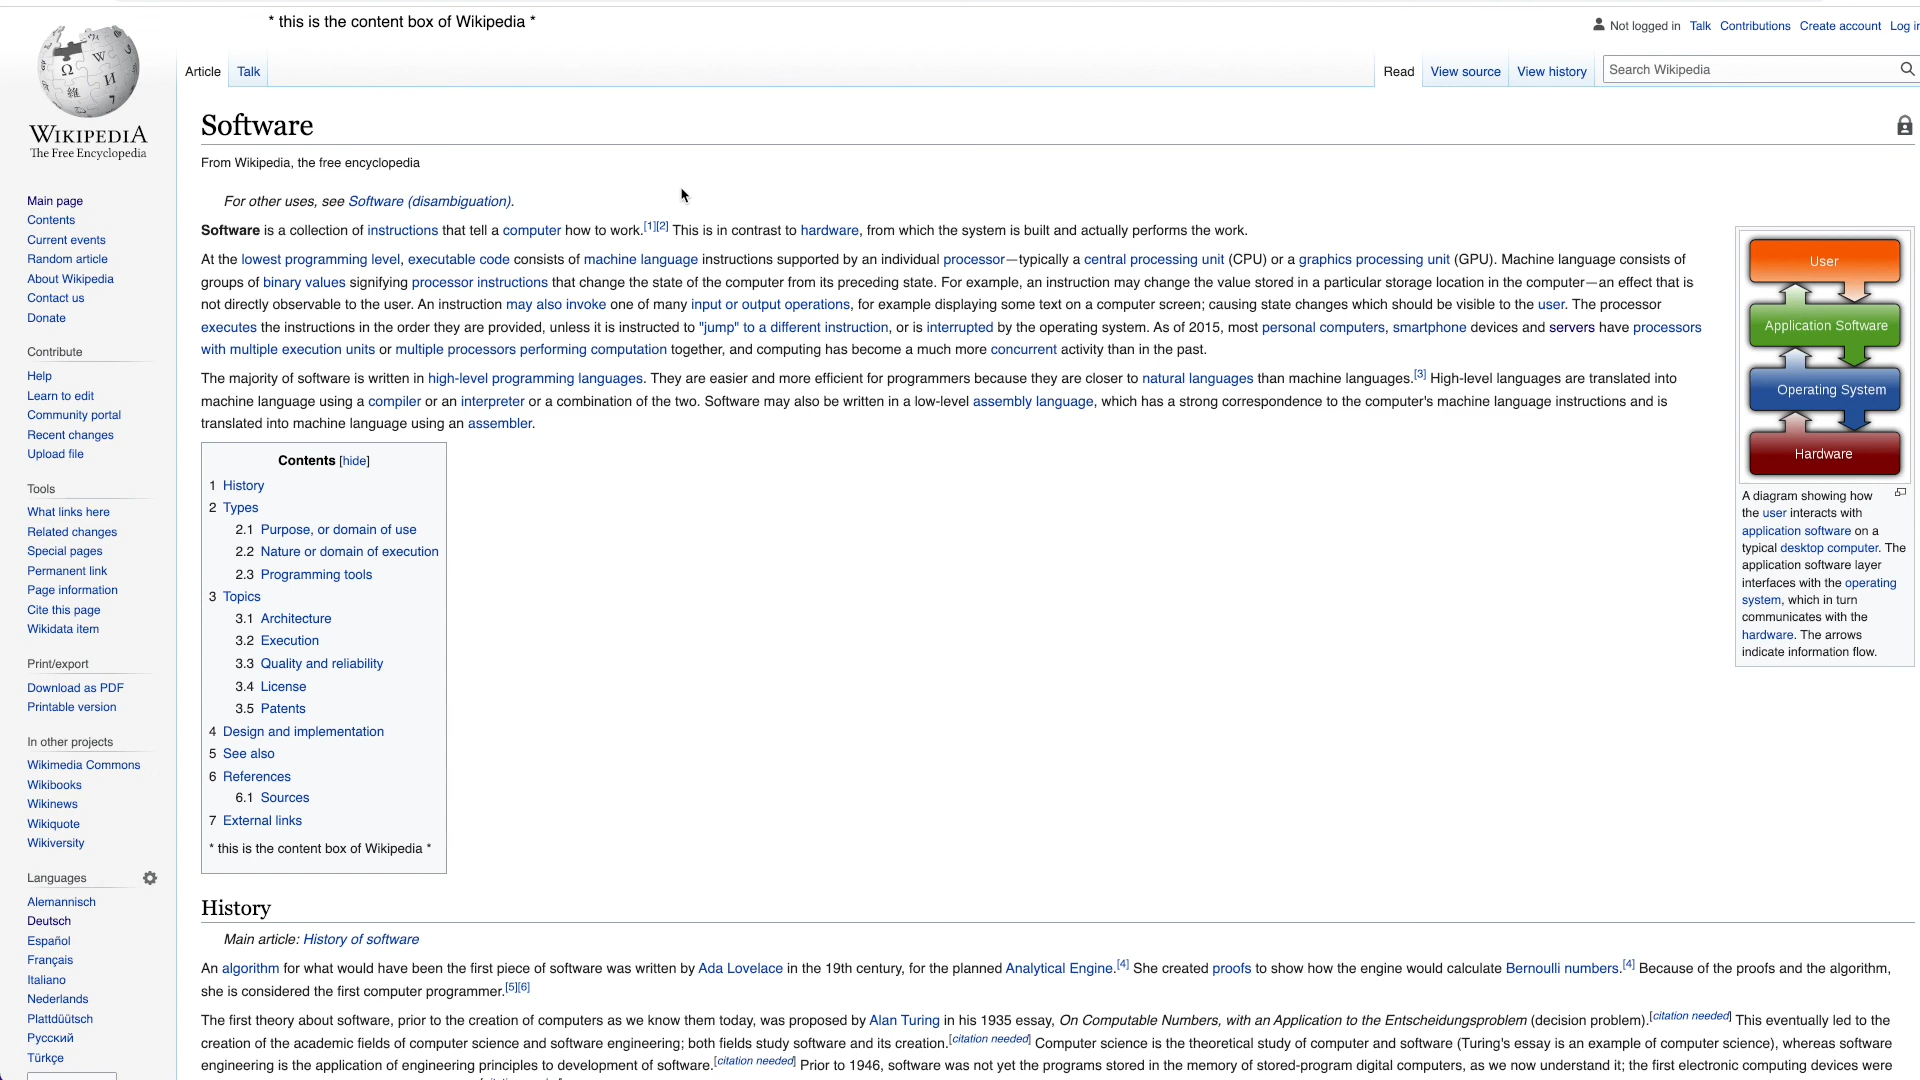 * this is the content box of Wikipedia *
Not logged in Talk Contributions Create account Log in
WIKIPEDIA
The Free Encyclopedia
Article Talk
Read View source View history Search Wikipedia
Main page
Contents
Current events
Random article
About Wikipedia
Contact us
Donate
Contribute
Help
Learn to edit
Community portal
Recent changes
Upload file
Tools
What links here
Related changes
Special pages
Permanent link
Page information
Cite this page
Wikidata item
Print/export
Download as PDF
Printable version
In other projects
Wikimedia Commons
Wikibooks
Wikinews
Wikiquote
Wikiversity
Languages
Alemannisch
Deutsch
Español
Français
Italiano
Nederlands
Plattdüütsch
Русский
Türkçe
Software
From Wikipedia, the free encyclopedia
For other uses, see Software (disambiguation).
Software is a collection of instructions that tell a computer how to work.[1][2] This is in contrast to hardware, from which the system is built and actually performs the work.
At the lowest programming level, executable code consists of machine language instructions supported by an individual processor—typically a central processing unit (CPU) or a graphics processing unit (GPU). Machine language consists of
groups of binary values signifying processor instructions that change the state of the computer from its preceding state. For example, an instruction may change the value stored in a particular storage location in the computer—an effect that is
not directly observable to the user. An instruction may also invoke one of many input or output operations, for example displaying some text on a computer screen; causing state changes which should be visible to the user. The processor
executes the instructions in the order they are provided, unless it is instructed to "jump" to a different instruction, or is interrupted by the operating system. As of 2015, most personal computers, smartphone devices and servers have processors
with multiple execution units or multiple processors performing computation together, and computing has become a much more concurrent activity than in the past.
The majority of software is written in high-level programming languages. They are easier and more efficient for programmers because they are closer to natural languages than machine languages.[3] High-level languages are translated into
machine language using a compiler or an interpreter or a combination of the two. Software may also be written in a low-level assembly language, which has a strong correspondence to the computer's machine language instructions and is
translated into machine language using an assembler.
User
Application Software
Operating System
Hardware
A diagram showing how
the user interacts with
application software on a
typical desktop computer. The
application software layer
interfaces with the operating
system, which in turn
communicates with the
hardware. The arrows
indicate information flow.
Contents [hide]
1 History
2 Types
2.1 Purpose, or domain of use
2.2 Nature or domain of execution
2.3 Programming tools
3 Topics
3.1 Architecture
3.2 Execution
3.3 Quality and reliability
3.4 License
3.5 Patents
4 Design and implementation
5 See also
6 References
6.1 Sources
7 External links
* this is the content box of Wikipedia *
History
Main article: History of software
An algorithm for what would have been the first piece of software was written by Ada Lovelace in the 19th century, for the planned Analytical Engine.[4] She created proofs to show how the engine would calculate Bernoulli numbers.[4] Because of the proofs and the algorithm,
she is considered the first computer programmer.[5][6]
The first theory about software, prior to the creation of computers as we know them today, was proposed by Alan Turing in his 1935 essay, On Computable Numbers, with an Application to the Entscheidungsproblem (decision problem).[citation needed] This eventually led to the
creation of the academic fields of computer science and software engineering; both fields study software and its creation.[citation needed] Computer science is the theoretical study of computer and software (Turing's essay is an example of computer science), whereas software
engineering is the application of engineering principles to development of software.[citation needed] Prior to 1946, software was not yet the programs stored in the memory of stored-program digital computers, as we now understand it; the first electronic computing devices were